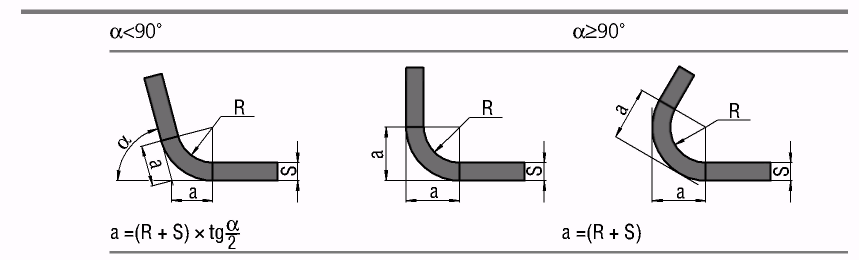 α<90° α≥90°
R R R
α a a a
S S S
a a a
a =(R + S) × tg α/2 a =(R + S)